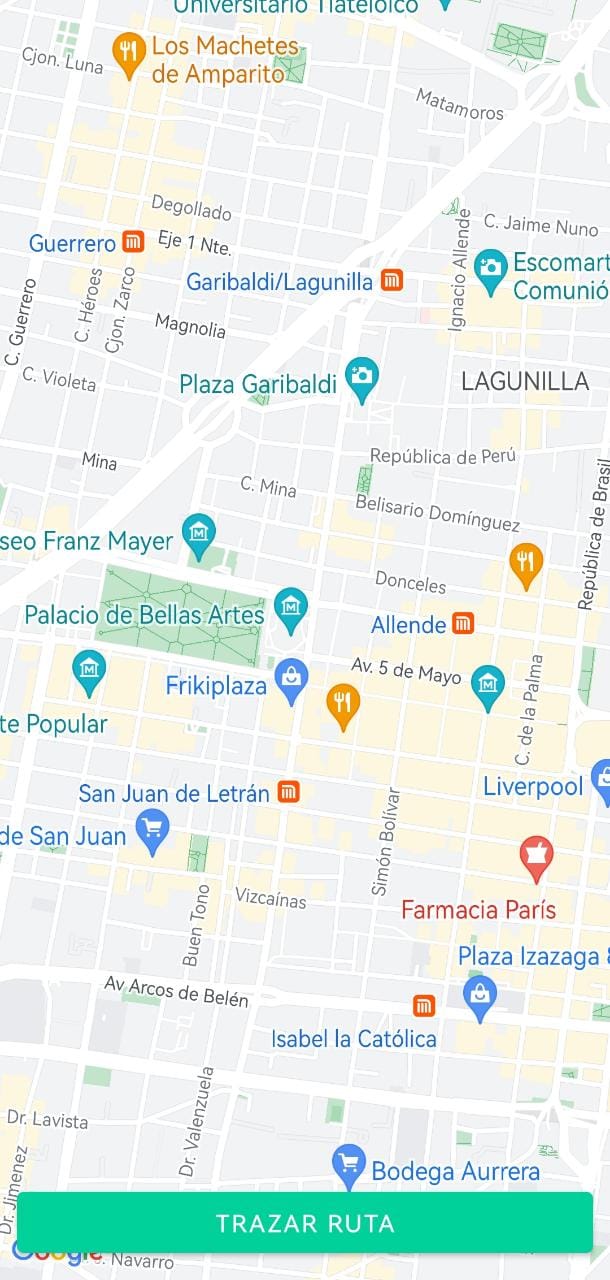 Universitario Tlatelolco
Los Machetes
de Amparito
Cjon. Luna
Matamoros
Degollado
C. Jaime Nuno
Guerrero
Eje 1 Nte.
Ignacio Allende
Escomart
Comunió
Garibaldi/Lagunilla
C. Héroes
Cjon. Zarco
C. Guerrero
Magnolia
C. Violeta
Plaza Garibaldi
LAGUNILLA
República de Perú
Mina
C. Mina
Belisario Domínguez
República de Brasil
seo Franz Mayer
Donceles
Palacio de Bellas Artes
Allende
Av. 5 de Mayo
Frikiplaza
C. de la Palma
te Popular
San Juan de Letrán
Liverpool
de San Juan
Simón Bolívar
Vizcaínas
Farmacia París
Buen Tono
Plaza Izazaga 8
Av Arcos de Belén
Isabel la Católica
Dr. Lavista
Dr. Valenzuela
Dr. Jimenez
Bodega Aurrera
TRAZAR RUTA
Google
. Navarro